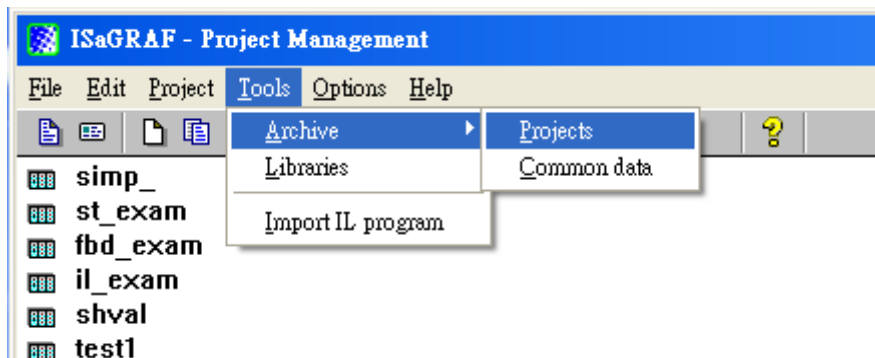 ISaGRAF - Project Management
File Edit Project Tools Options Help
Archive Projects
Libraries Common data
Import IL program
simp_
st_exam
fbd_exam
il_exam
shval
test1